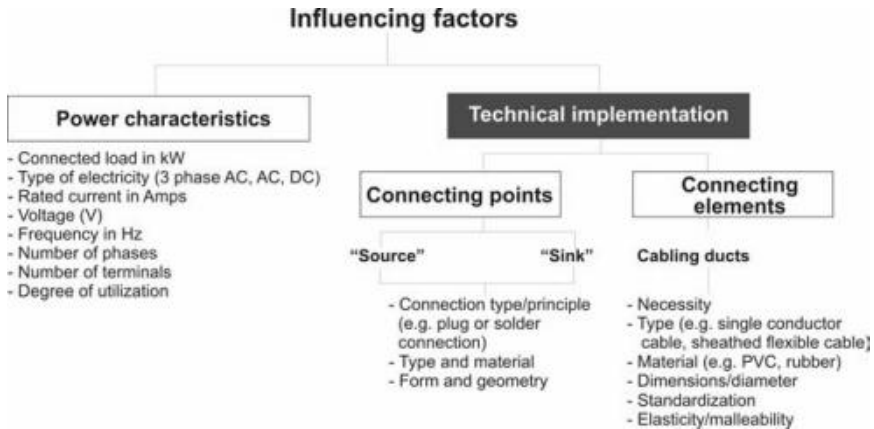 Influencing factors
Power characteristics
- Connected load in kW
- Type of electricity (3 phase AC, AC, DC)
- Rated current in Amps
- Voltage (V)
- Frequency in Hz
- Number of phases
- Number of terminals
- Degree of utilization
Technical implementation
Connecting points
“Source”
“Sink”
- Connection type/principle
(e.g. plug or solder
connection)
- Type and material
- Form and geometry
Connecting
elements
Cabling ducts
- Necessity
- Type (e.g. single conductor
cable, sheathed flexible cable)
- Material (e.g. PVC, rubber)
- Dimensions/diameter
- Standardization
- Elasticity/malleability